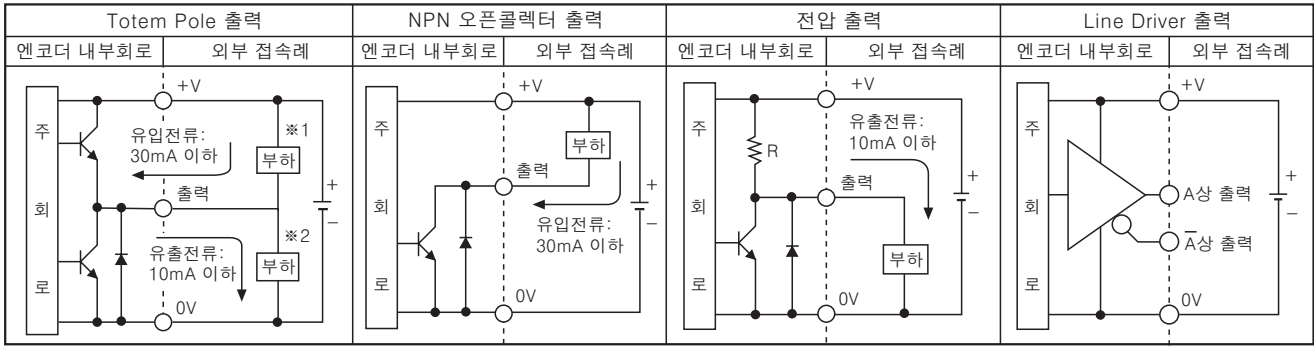 Totem Pole 출력
NPN 오픈콜렉터 출력
전압 출력
Line Driver 출력
엔코더 내부회로
외부 접속례
엔코더 내부회로
외부 접속례
엔코더 내부회로
외부 접속례
엔코더 내부회로
외부 접속례
주
회
로
+V
유입전류:
30mA 이하
※1
부하
출력
※2
유출전류:
10mA 이하
부하
+
−
0V
주
회
로
+V
부하
출력
유입전류:
30mA 이하
+
−
0V
주
회
로
+V
R
유출전류:
10mA 이하
출력
부하
+
−
0V
주
회
로
+V
A상 출력
A̅상 출력
+
−
0V